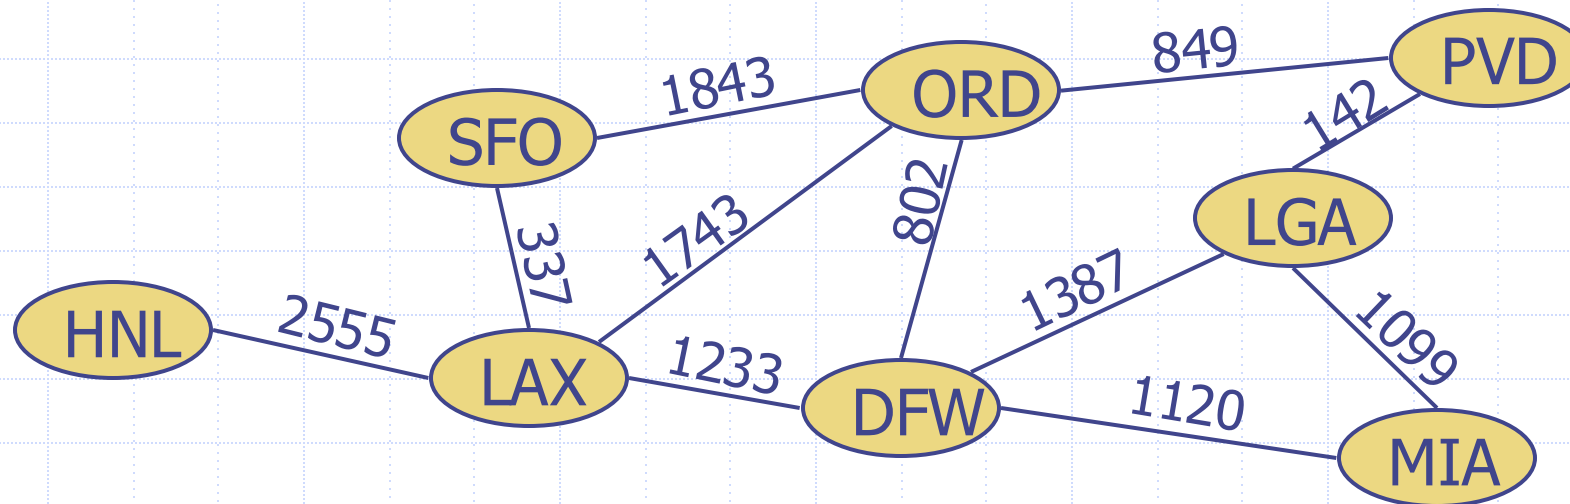 849
PVD
1843
ORD
142
SFO
802
1743
LGA
337
1387
HNL
2555
1099
LAX
1233
DFW
1120
MIA